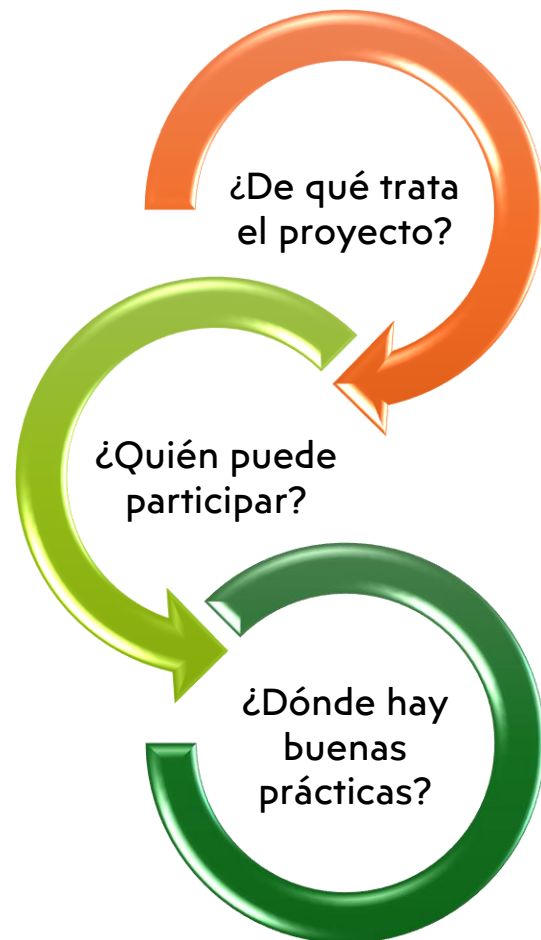 ¿De qué trata
el proyecto?
¿Quién puede
participar?
¿Dónde hay
buenas
prácticas?